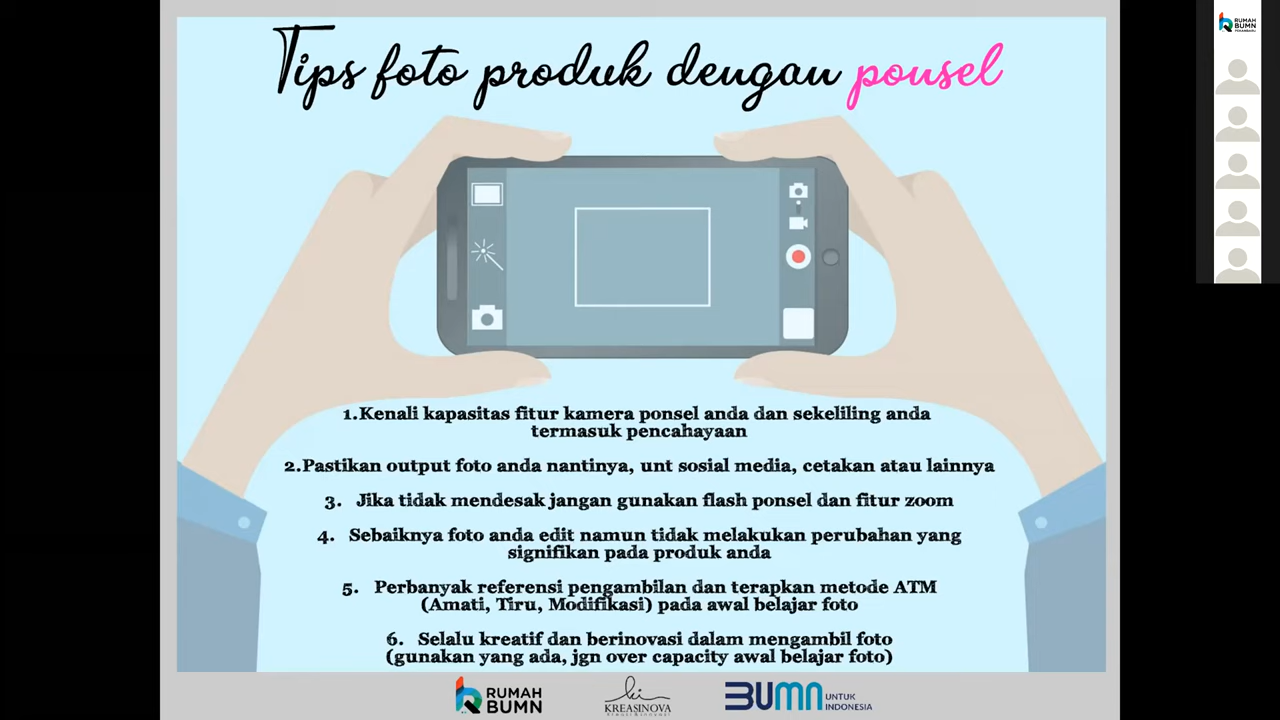 Tips foto produk dengan ponsel
1.Kenali kapasitas fitur kamera ponsel anda dan sekeliling anda
termasuk pencahayaan
2.Pastikan output foto anda nantinya, unt sosial media, cetakan atau lainnya
3. Jika tidak mendesak jangan gunakan flash ponsel dan fitur zoom
4. Sebaiknya foto anda edit namun tidak melakukan perubahan yang
signifikan pada produk anda
5. Perbanyak referensi pengambilan dan terapkan metode ATM
(Amati, Tiru, Modifikasi) pada awal belajar foto
6. Selalu kreatif dan berinovasi dalam mengambil foto
(gunakan yang ada, jgn over capacity awal belajar foto)
RUMAH
BUMN
KREASINOVA
Kreasi & Inovasi
BUMN
UNTUK
INDONESIA
RUMAH
BUMN
PEKANBARU